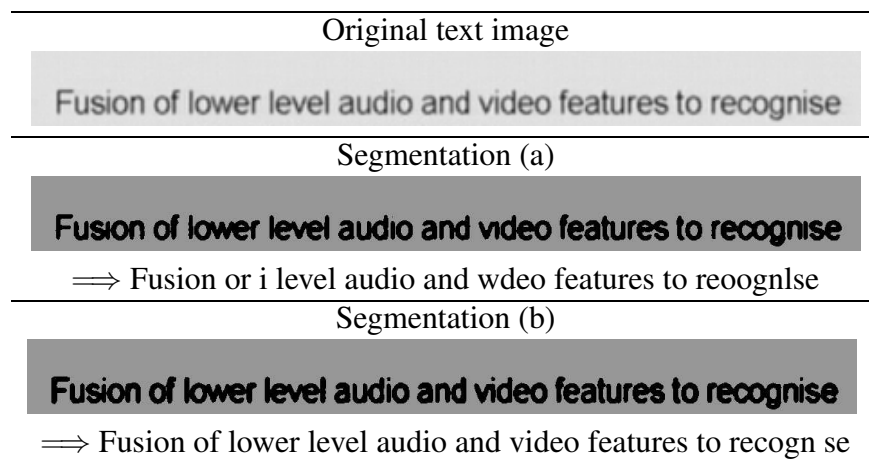 Original text image
Fusion of lower level audio and video features to recognise
Segmentation (a)
Fusion of lower level audio and video features to recognise
⟹ Fusion or i level audio and wdeo features to reoognlse
Segmentation (b)
Fusion of lower level audio and video features to recognise
⟹ Fusion of lower level audio and video features to recogn se